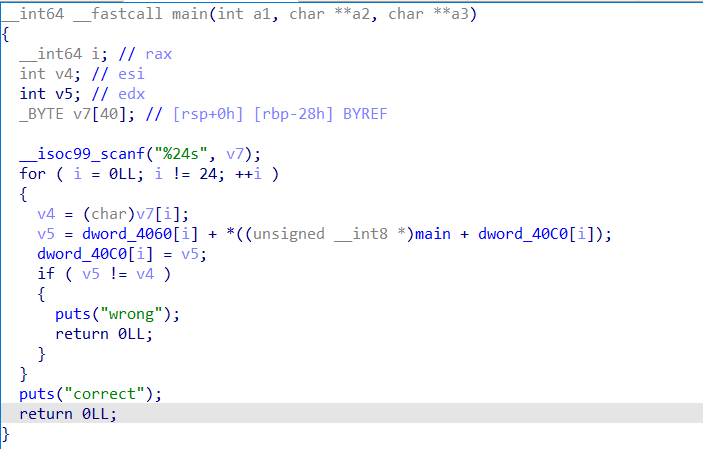 __int64 __fastcall main(int a1, char **a2, char **a3)
{
  __int64 i; // rax
  int v4; // esi
  int v5; // edx
  _BYTE v7[40]; // [rsp+0h] [rbp-28h] BYREF

  __isoc99_scanf("%24s", v7);
  for ( i = 0LL; i != 24; ++i )
  {
    v4 = (char)v7[i];
    v5 = dword_4060[i] + *((unsigned __int8 *)main + dword_40C0[i]);
    dword_40C0[i] = v5;
    if ( v5 != v4 )
    {
      puts("wrong");
      return 0LL;
    }
  }
  puts("correct");
  return 0LL;
}